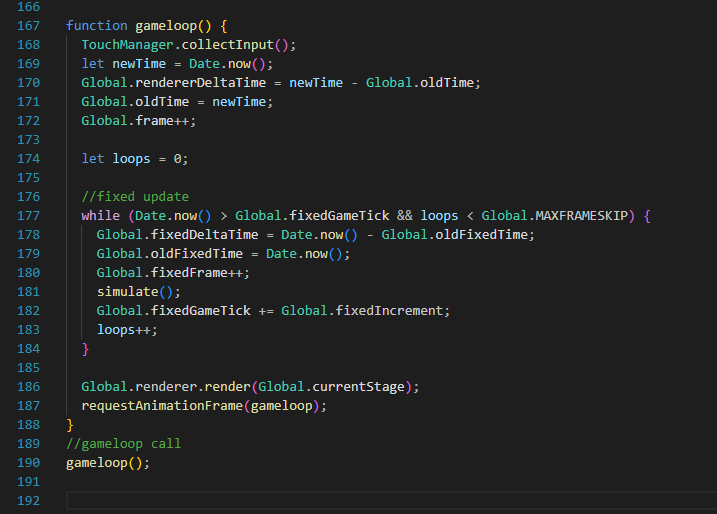 166
167 function gameloop() {
168 TouchManager.collectInput();
169 let newTime = Date.now();
170 Global.rendererDeltaTime = newTime - Global.oldTime;
171 Global.oldTime = newTime;
172 Global.frame++;
173
174 let loops = 0;
175
176 //fixed update
177 while (Date.now() > Global.fixedGameTick && loops < Global.MAXFRAMESKIP) {
178 Global.fixedDeltaTime = Date.now() - Global.oldFixedTime;
179 Global.oldFixedTime = Date.now();
180 Global.fixedFrame++;
181 simulate();
182 Global.fixedGameTick += Global.fixedIncrement;
183 loops++;
184 }
185
186 Global.renderer.render(Global.currentStage);
187 requestAnimationFrame(gameloop);
188 }
189 //gameloop call
190 gameloop();
191
192